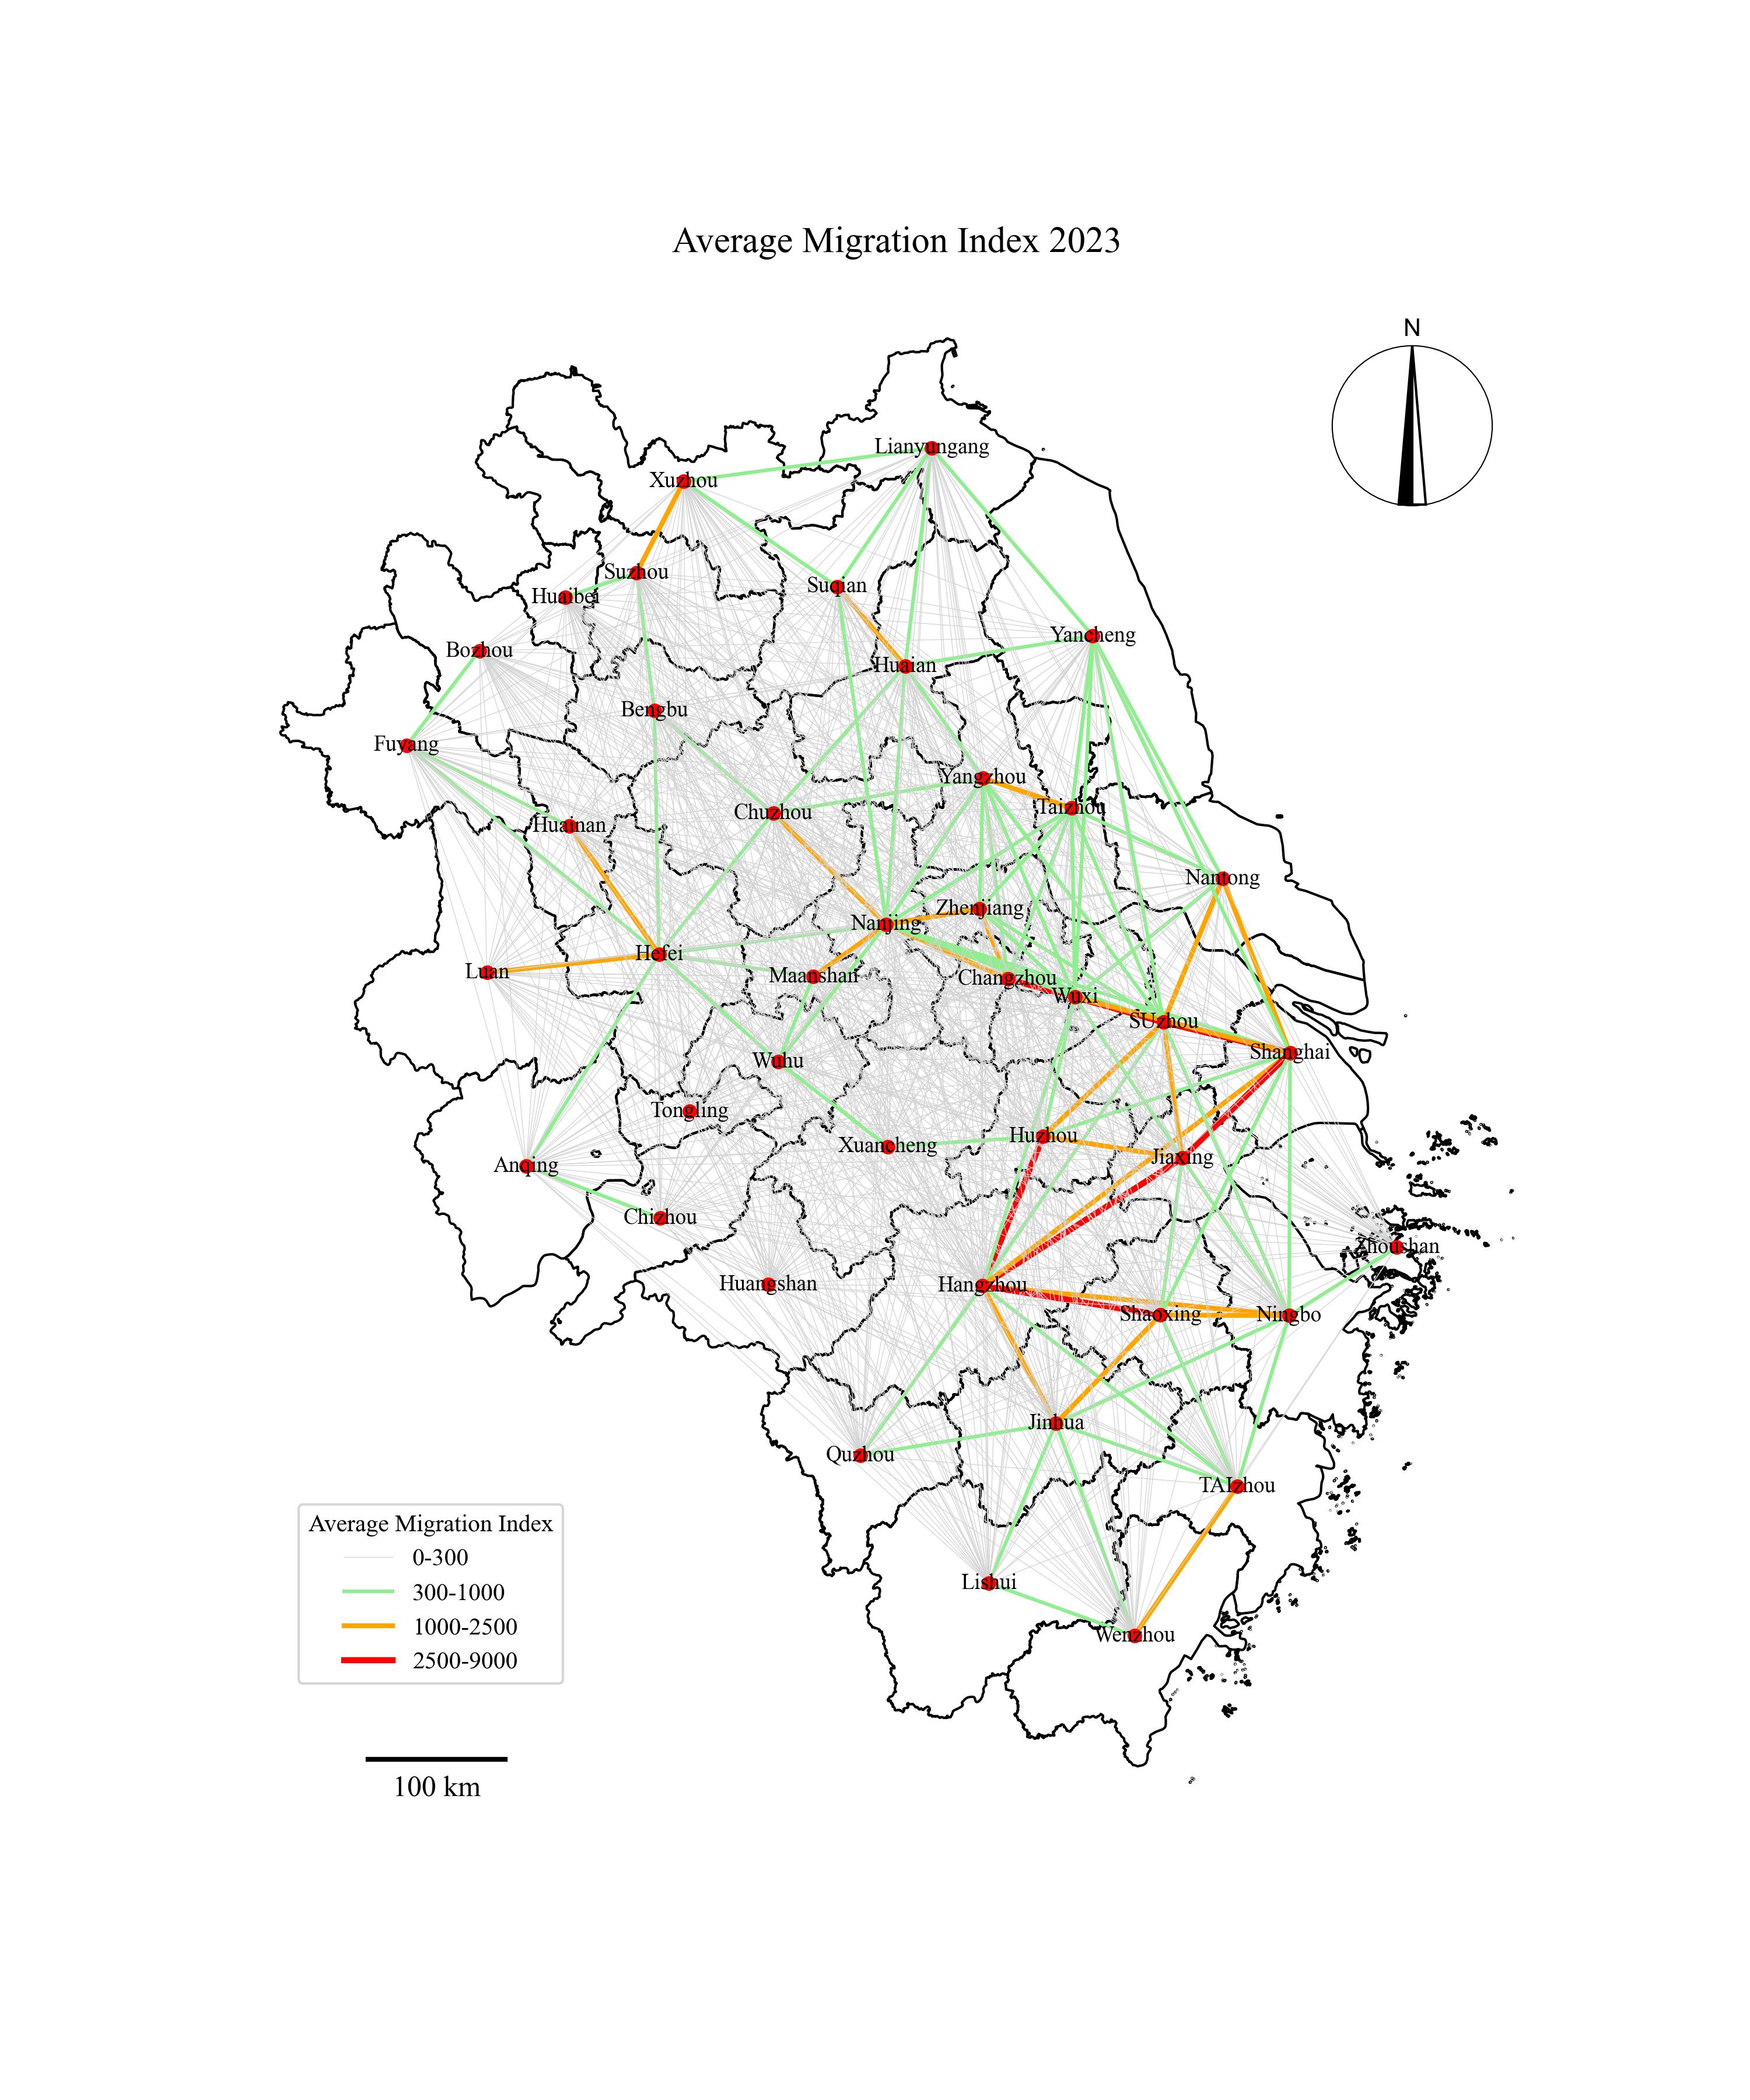 Average Migration Index 2023
N
Lianyungang
Xuzhou
Suzhou
Suqian
Huaibei
Yancheng
Bozhou
Huaian
Bengbu
Fuyang
Yangzhou
Taizhou
Chuzhou
Huainan
Nantong
Zhenjiang
Nanjing
Hefei
Luan
Maanshan
Changzhou
Wuxi
SUzhou
Shanghai
Wuhu
Tongling
Huzhou
Xuancheng
Jiaxing
Anqing
Chizhou
Zhoushan
Huangshan
Hangzhou
Shaoxing
Ningbo
Jinhua
Quzhou
TAIzhou
Lishui
Wenzhou
Average Migration Index
0-300
300-1000
1000-2500
2500-9000
100 km